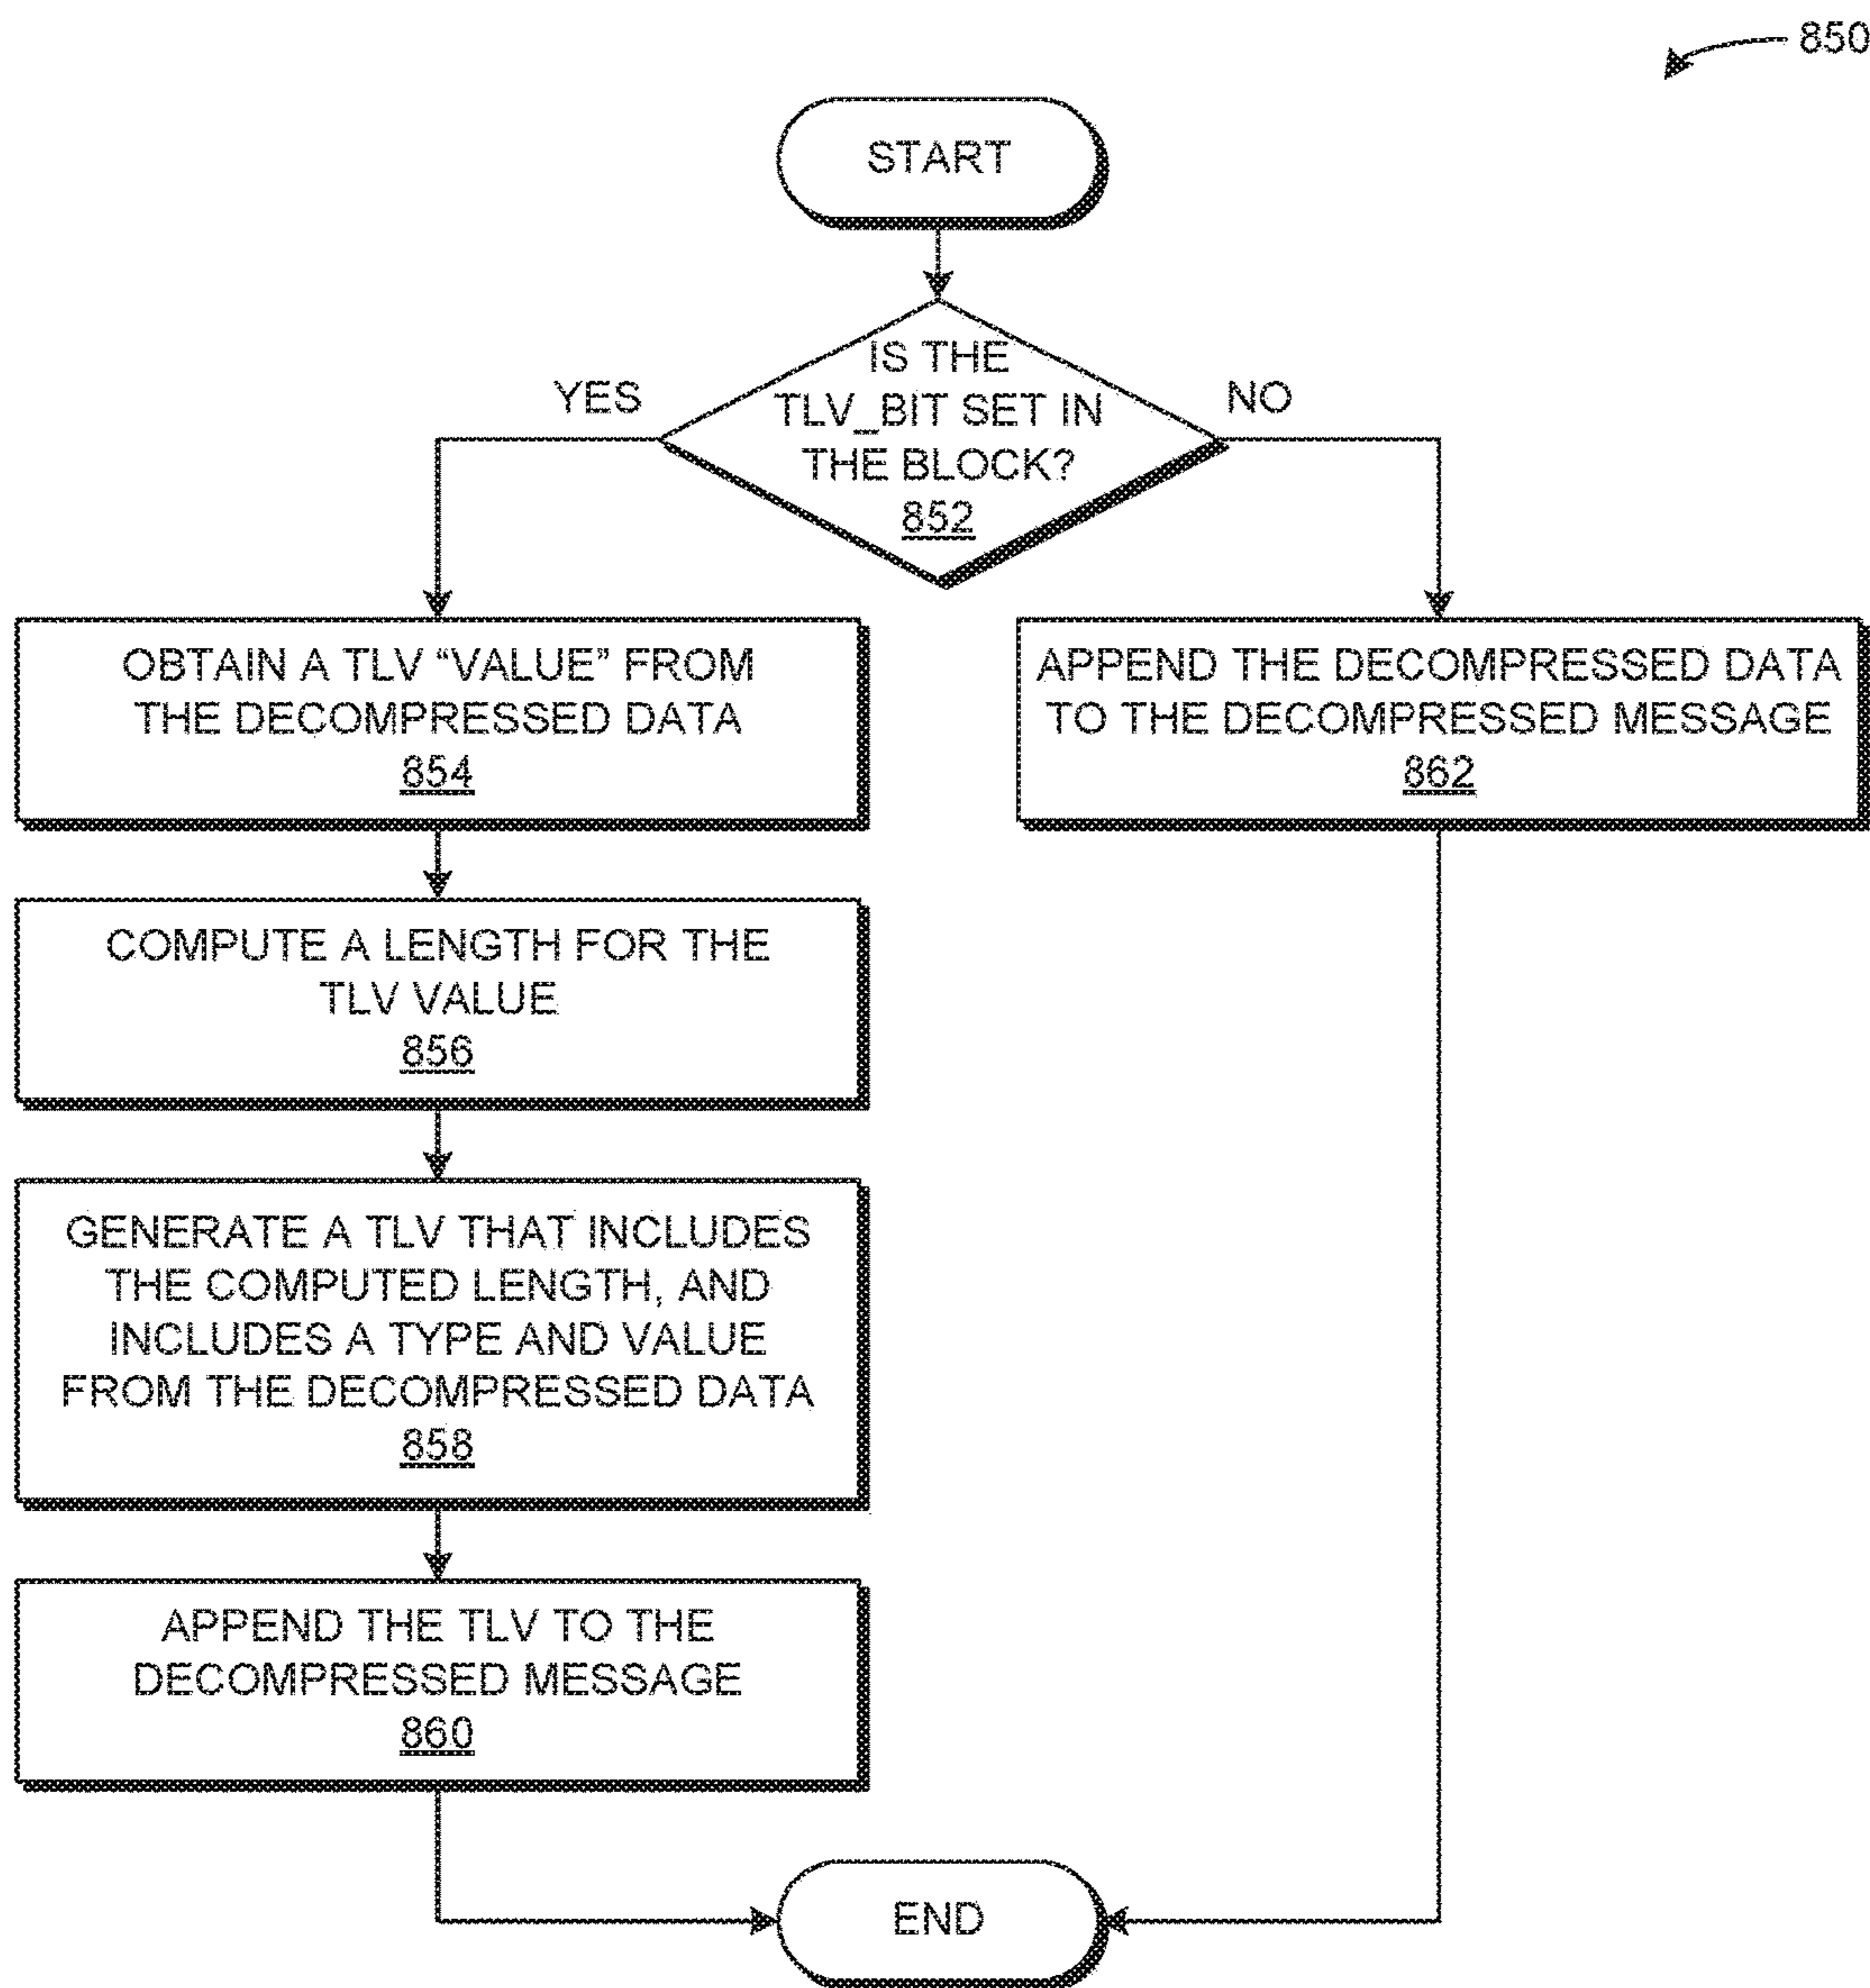 850
START
IS THE
TLV_BIT SET IN
THE BLOCK?
852
YES
NO
OBTAIN A TLV “VALUE” FROM
THE DECOMPRESSED DATA
854
COMPUTE A LENGTH FOR THE
TLV VALUE
856
GENERATE A TLV THAT INCLUDES
THE COMPUTED LENGTH, AND
INCLUDES A TYPE AND VALUE
FROM THE DECOMPRESSED DATA
858
APPEND THE TLV TO THE
DECOMPRESSED MESSAGE
860
APPEND THE DECOMPRESSED DATA
TO THE DECOMPRESSED MESSAGE
862
END